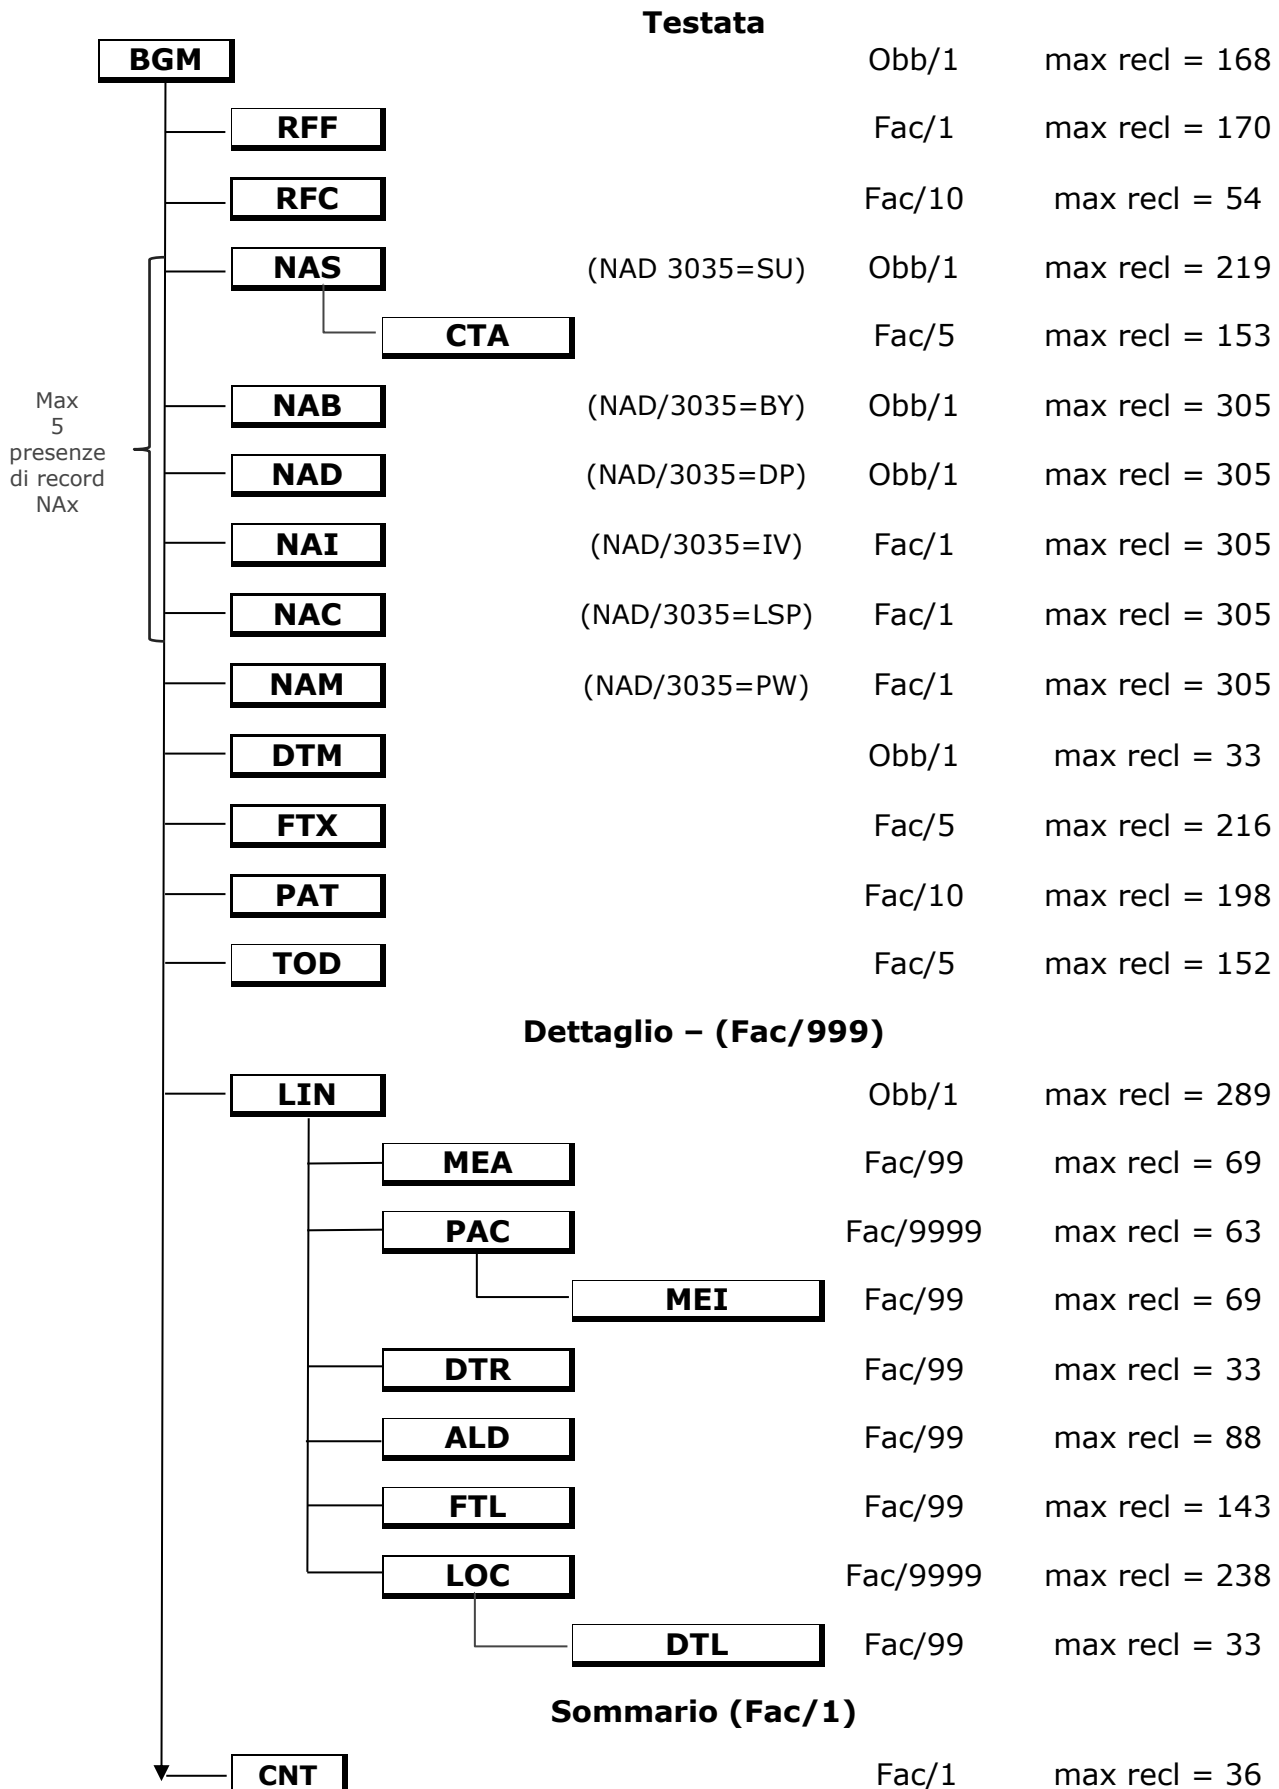 Testata
BGM Obb/1 max recl = 168
RFF Fac/1 max recl = 170
RFC Fac/10 max recl = 54
NAS (NAD 3035=SU) Obb/1 max recl = 219
CTA Fac/5 max recl = 153
Max
5
presenze
di record
NAx
NAB (NAD/3035=BY) Obb/1 max recl = 305
NAD (NAD/3035=DP) Obb/1 max recl = 305
NAI (NAD/3035=IV) Fac/1 max recl = 305
NAC (NAD/3035=LSP) Fac/1 max recl = 305
NAM (NAD/3035=PW) Fac/1 max recl = 305
DTM Obb/1 max recl = 33
FTX Fac/5 max recl = 216
PAT Fac/10 max recl = 198
TOD Fac/5 max recl = 152
Dettaglio – (Fac/999)
LIN Obb/1 max recl = 289
MEA Fac/99 max recl = 69
PAC Fac/9999 max recl = 63
MEI Fac/99 max recl = 69
DTR Fac/99 max recl = 33
ALD Fac/99 max recl = 88
FTL Fac/99 max recl = 143
LOC Fac/9999 max recl = 238
DTL Fac/99 max recl = 33
Sommario (Fac/1)
CNT Fac/1 max recl = 36